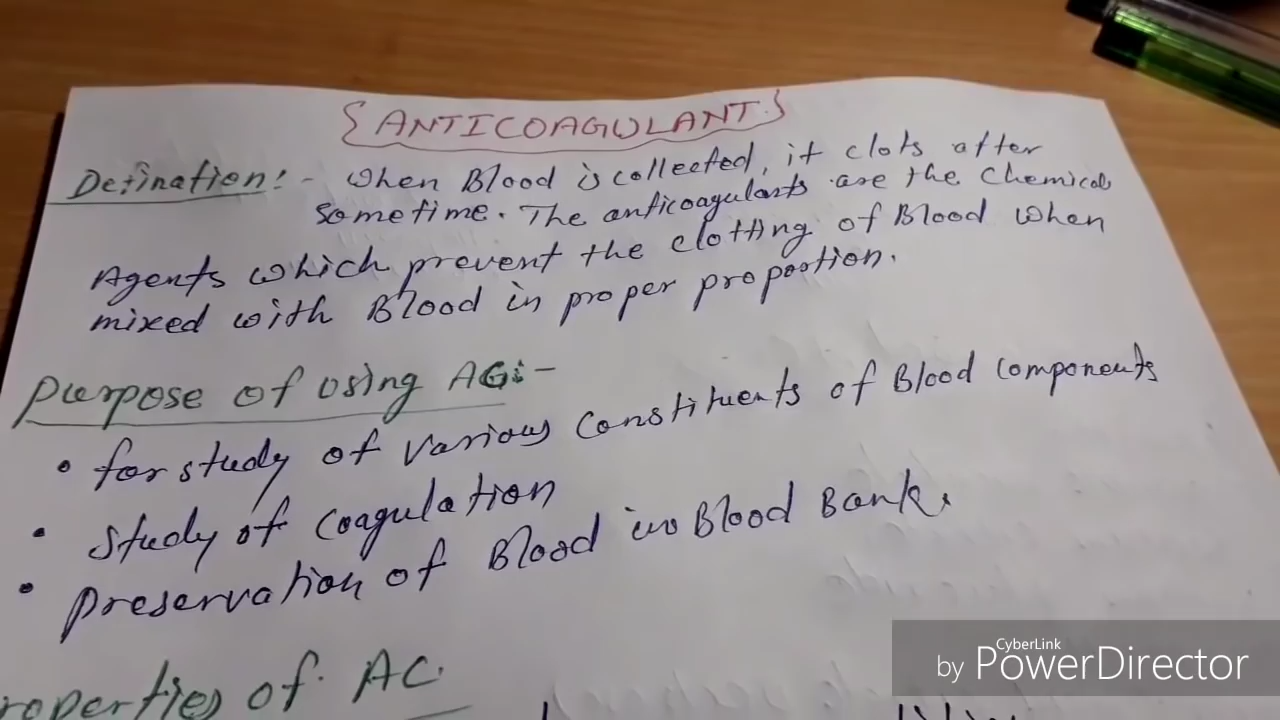 {ANTICOAGULANT}
Defination:- When Blood is collected, it clots after
sometime. The anticoagulants are the Chemical
Agents which prevent the clotting of Blood when
mixed with Blood in proper proportion.
Purpose of Using AC:-
• for study of Various Constituents of Blood Components
• Study of Coagulation
• Preservation of Blood in Blood Bank.
roperties of AC
CyberLink
by PowerDirector